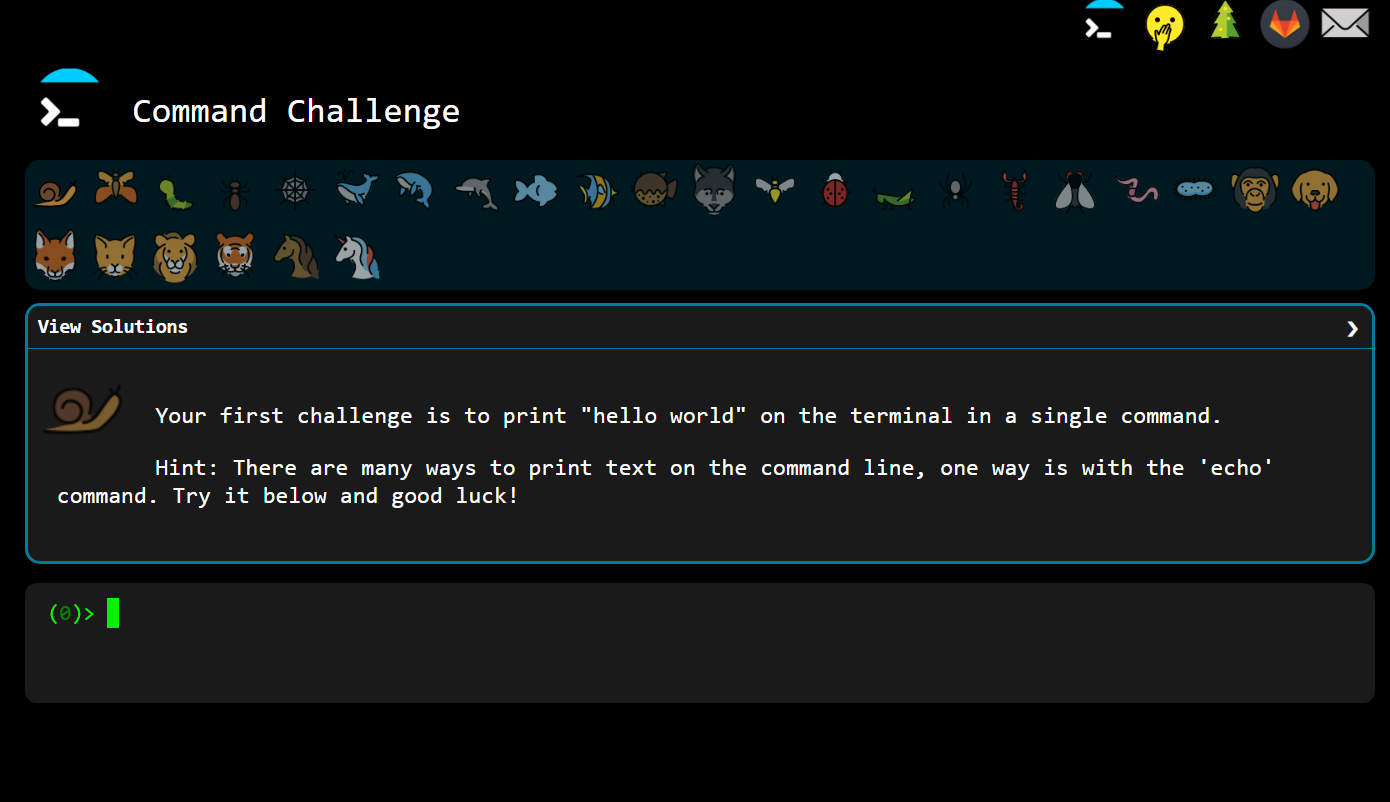 Command Challenge
View Solutions
Your first challenge is to print "hello world" on the terminal in a single command.
Hint: There are many ways to print text on the command line, one way is with the 'echo'
command. Try it below and good luck!
(0)>